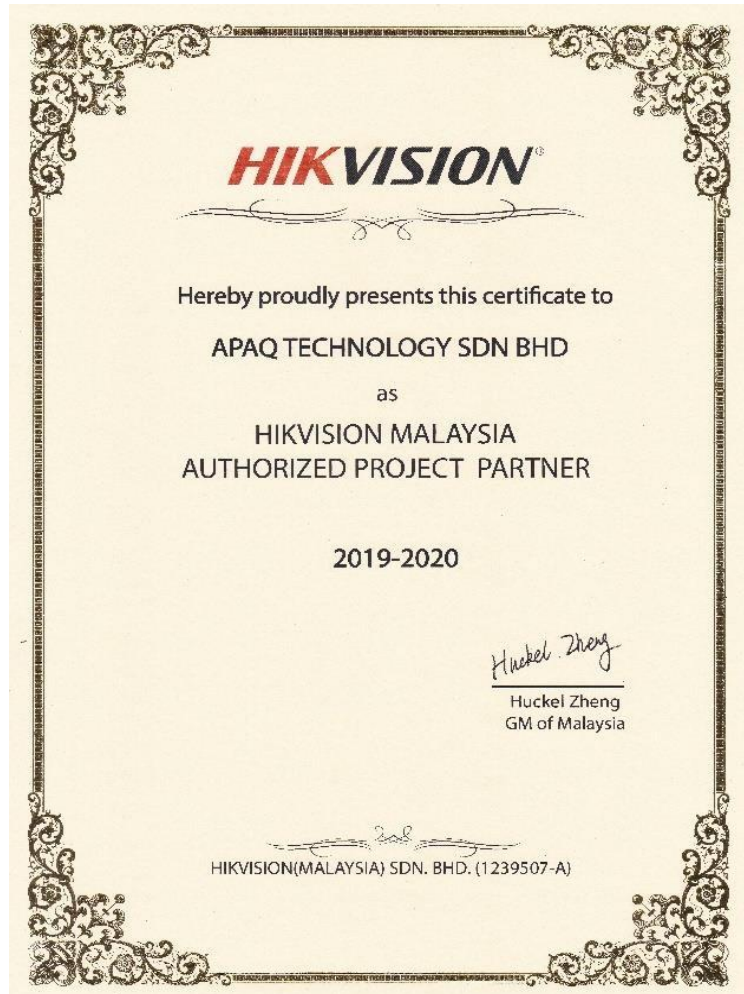 HIKVISION®
Hereby proudly presents this certificate to
APAQ TECHNOLOGY SDN BHD
as
HIKVISION MALAYSIA
AUTHORIZED PROJECT PARTNER
2019-2020
Huckel Zheng
Huckel Zheng
GM of Malaysia
HIKVISION(MALAYSIA) SDN. BHD. (1239507-A)